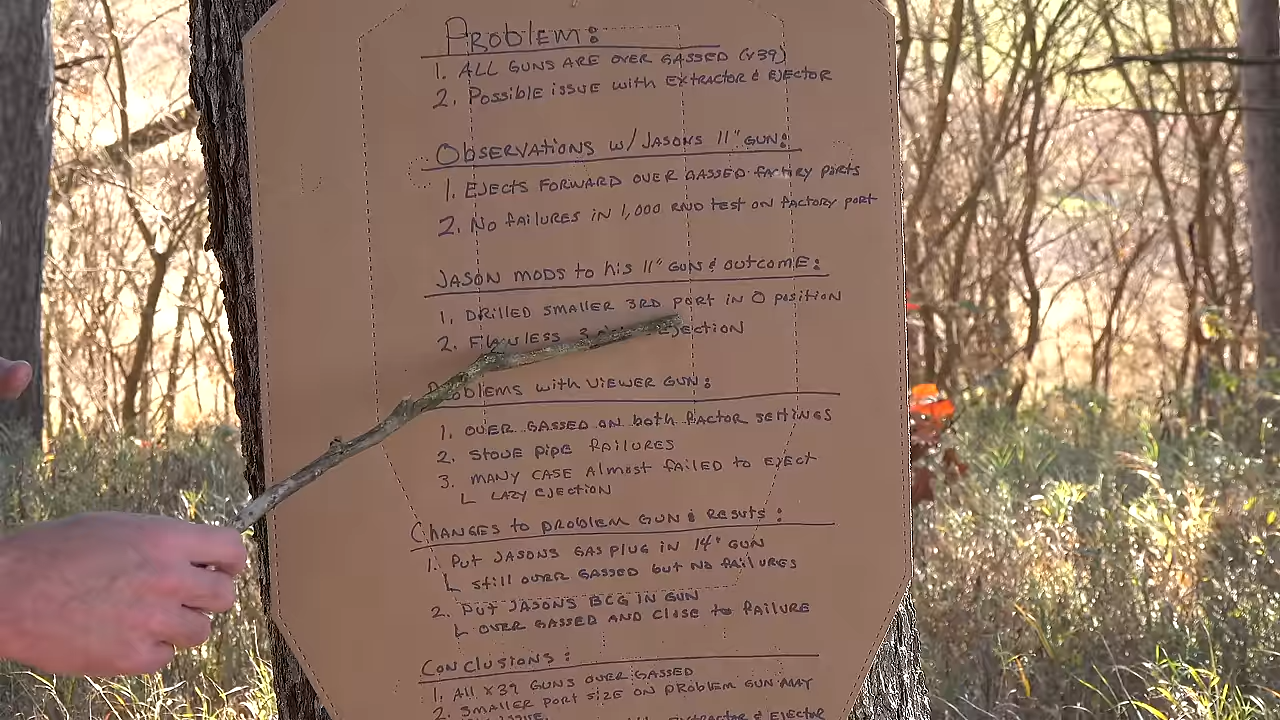 PROBLEM:
1. ALL GUNS ARE OVER GASSED (x39)
2. Possible issue with Extractor & Ejector
Observations w/ JASONS 11" GUN:
1. Ejects Forward over gassed factory ports
2. No failures in 1,000 RND test on factory port
JASON MODS to his 11" GUN & outcome:
1. Drilled smaller 3RD port in O position
2. Flawless Ejection
Problems with Viewer Gun:
1. over gassed on both factor settings
2. Stove pipe failures
3. MANY CASE Almost failed to eject
↳ Lazy ejection
Changes to problem gun & resuts:
1. Put JASONS GAS Plug in 14" GUN
↳ still over gassed but no failures
2. Put JASONS BCG IN GUN
↳ over gassed and close to failure
Conclusions:
1. All x39 guns over gassed
2. Smaller port size on problem gun may
Extractor & Ejector